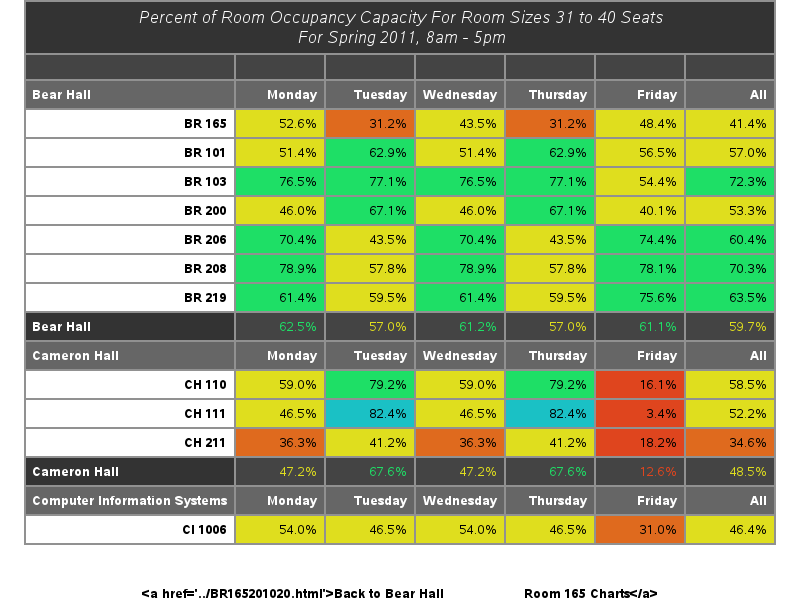 Percent of Room Occupancy Capacity For Room Sizes 31 to 40 Seats
For Spring 2011, 8am - 5pm
Bear Hall Monday Tuesday Wednesday Thursday Friday All
BR 165 52.6% 31.2% 43.5% 31.2% 48.4% 41.4%
BR 101 51.4% 62.9% 51.4% 62.9% 56.5% 57.0%
BR 103 76.5% 77.1% 76.5% 77.1% 54.4% 72.3%
BR 200 46.0% 67.1% 46.0% 67.1% 40.1% 53.3%
BR 206 70.4% 43.5% 70.4% 43.5% 74.4% 60.4%
BR 208 78.9% 57.8% 78.9% 57.8% 78.1% 70.3%
BR 219 61.4% 59.5% 61.4% 59.5% 75.6% 63.5%
Bear Hall 62.5% 57.0% 61.2% 57.0% 61.1% 59.7%
Cameron Hall Monday Tuesday Wednesday Thursday Friday All
CH 110 59.0% 79.2% 59.0% 79.2% 16.1% 58.5%
CH 111 46.5% 82.4% 46.5% 82.4% 3.4% 52.2%
CH 211 36.3% 41.2% 36.3% 41.2% 18.2% 34.6%
Cameron Hall 47.2% 67.6% 47.2% 67.6% 12.6% 48.5%
Computer Information Systems Monday Tuesday Wednesday Thursday Friday All
CI 1006 54.0% 46.5% 54.0% 46.5% 31.0% 46.4%
<a href='../BR165201020.html'>Back to Bear Hall Room 165 Charts</a>